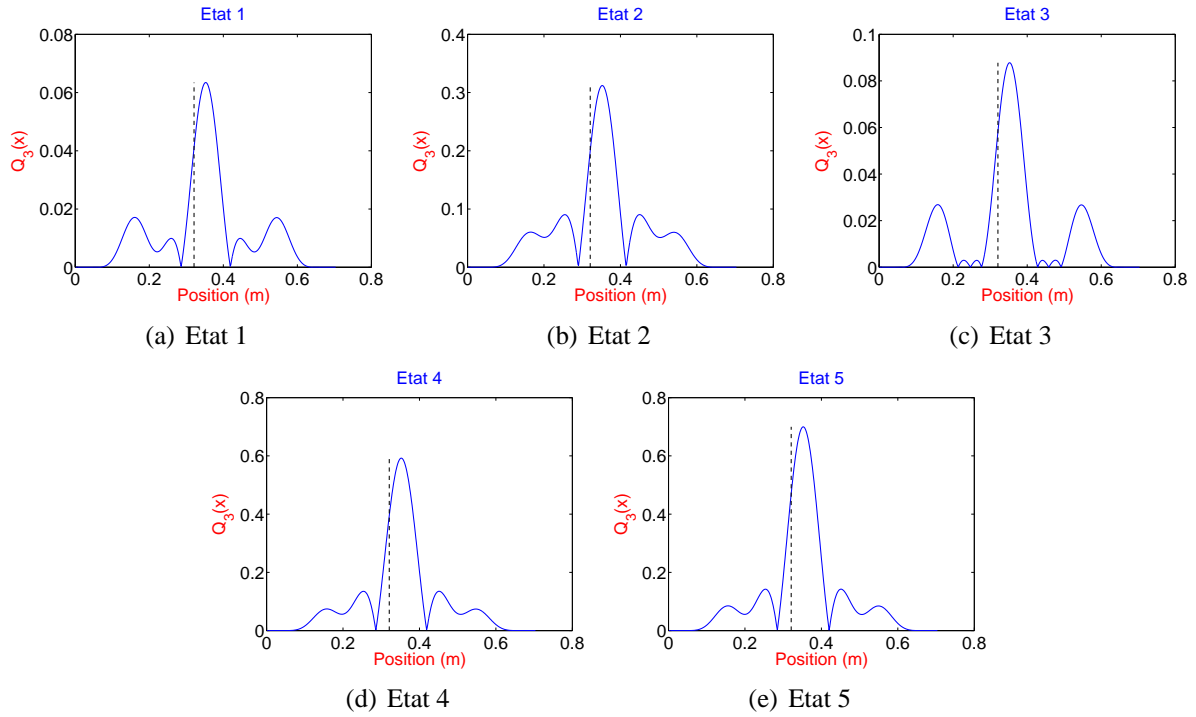 Etat 1
0.08
0.06
0.04
0.02
0
0
0.2
0.4
0.6
0.8
Q3(x)
Position (m)
(a) Etat 1
Etat 2
0.4
0.3
0.2
0.1
0
0
0.2
0.4
0.6
0.8
Q3(x)
Position (m)
(b) Etat 2
Etat 3
0.1
0.08
0.06
0.04
0.02
0
0
0.2
0.4
0.6
0.8
Q3(x)
Position (m)
(c) Etat 3
Etat 4
0.8
0.6
0.4
0.2
0
0
0.2
0.4
0.6
0.8
Q3(x)
Position (m)
(d) Etat 4
Etat 5
0.8
0.6
0.4
0.2
0
0
0.2
0.4
0.6
0.8
Q3(x)
Position (m)
(e) Etat 5